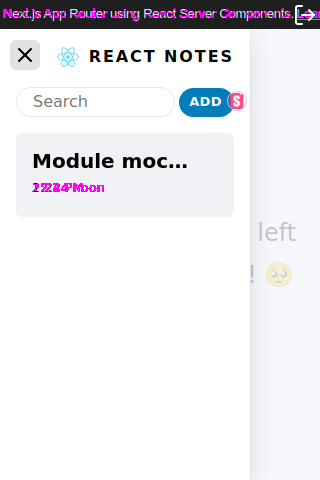 Next.js App Router using React Server Components.
REACT NOTES
Search
ADD
S
Module moc...
left
!